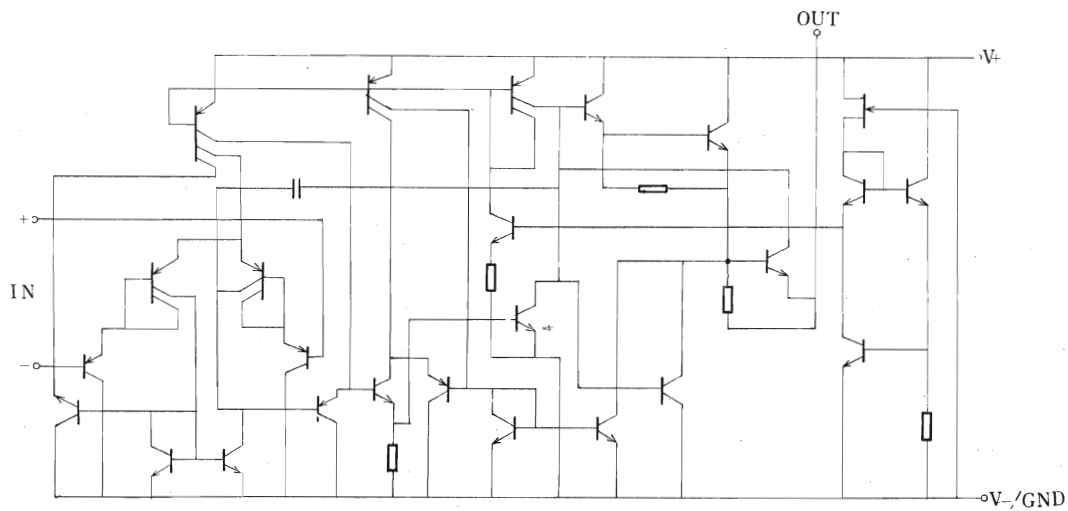 OUT
V+
+
IN
-
V-/GND